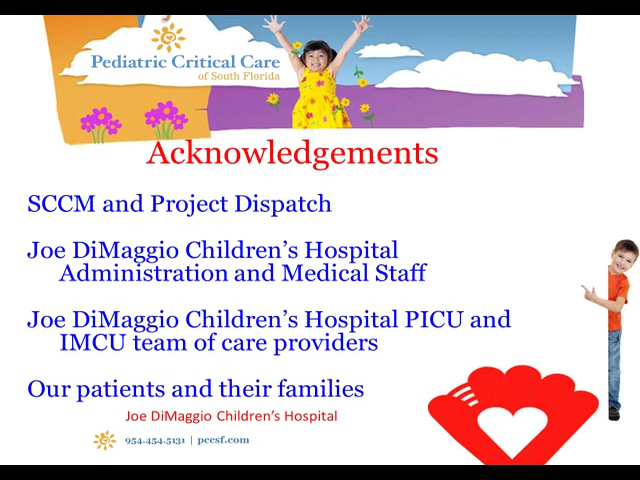 Pediatric Critical Care
of South Florida
Acknowledgements
SCCM and Project Dispatch
Joe DiMaggio Children's Hospital
Administration and Medical Staff
Joe DiMaggio Children's Hospital PICU and
IMCU team of care providers
Our patients and their families
Joe DiMaggio Children's Hospital
954.454.5131 | pccsf.com